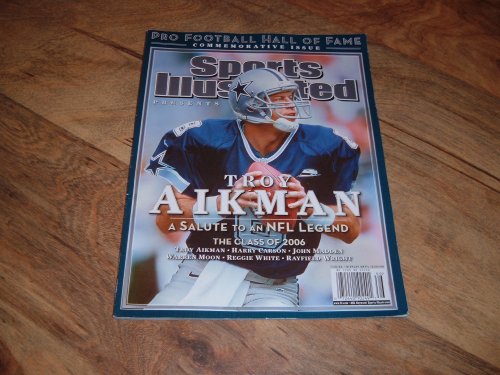 PRO FOOTBALL HALL OF FAME
COMMEMORATIVE ISSUE
Sports Illustrated
PRESENTS
TROY
AIKMAN
A SALUTE TO AN NFL LEGEND
THE CLASS OF 2006
TROY AIKMAN • HARRY CARSON • JOHN MADDEN
WARREN MOON • REGGIE WHITE • RAYFIELD WRIGHT